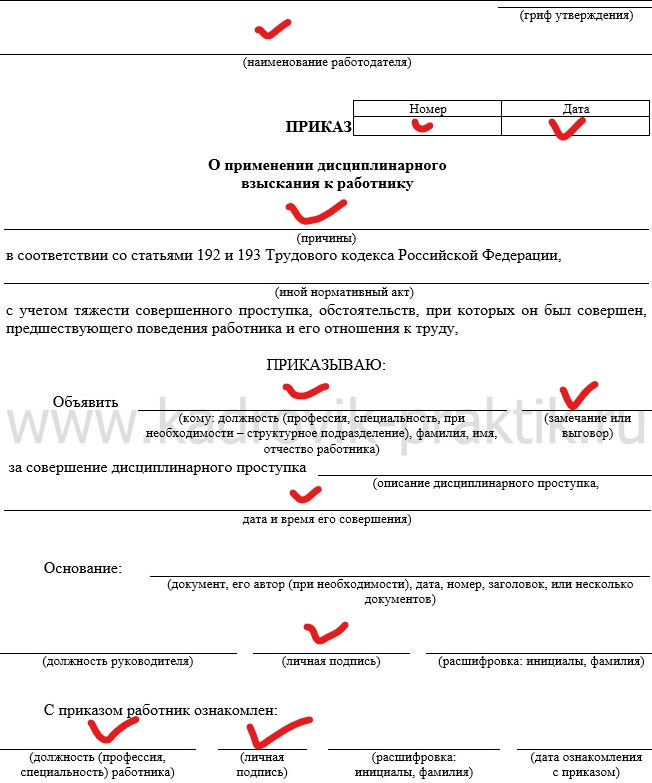 (гриф утверждения)
(наименование работодателя)
Номер Дата
ПРИКАЗ
О применении дисциплинарного
взыскания к работнику
(причины)
в соответствии со статьями 192 и 193 Трудового кодекса Российской Федерации,
(иной нормативный акт)
с учетом тяжести совершенного проступка, обстоятельств, при которых он был совершен,
предшествующего поведения работника и его отношения к труду,
ПРИКАЗЫВАЮ:
Объявить
www.kadrovik-praktik.ru
(кому: должность (профессия, специальность, при (замечание или
необходимости – структурное подразделение), фамилия, имя, выговор)
отчество работника)
за совершение дисциплинарного проступка
(описание дисциплинарного проступка,
дата и время его совершения)
Основание:
(документ, его автор (при необходимости), дата, номер, заголовок, или несколько
документов)
(должность руководителя) (личная подпись) (расшифровка: инициалы, фамилия)
С приказом работник ознакомлен:
(должность (профессия, (личная (расшифровка: (дата ознакомления
специальность) работника) подпись) инициалы, фамилия) с приказом)